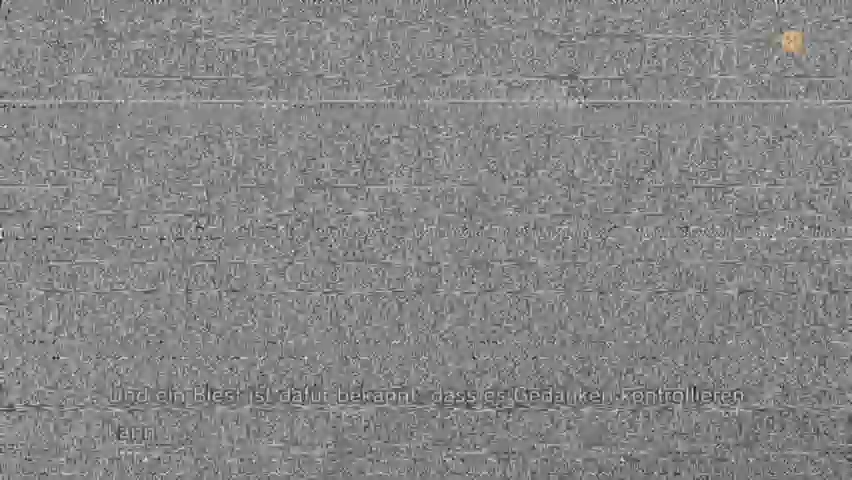 Und ein Biest ist dafür bekannt, dass es Gedanken kontrollieren
kann.